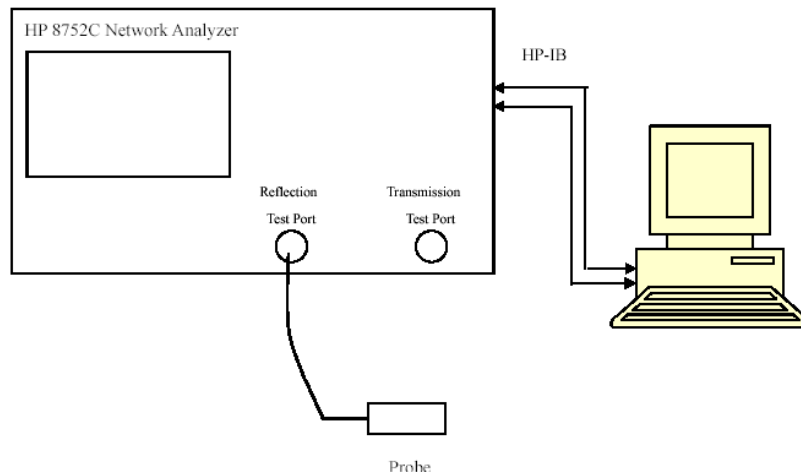 HP 8752C Network Analyzer
HP-IB
Reflection
Test Port
Transmission
Test Port
Probe